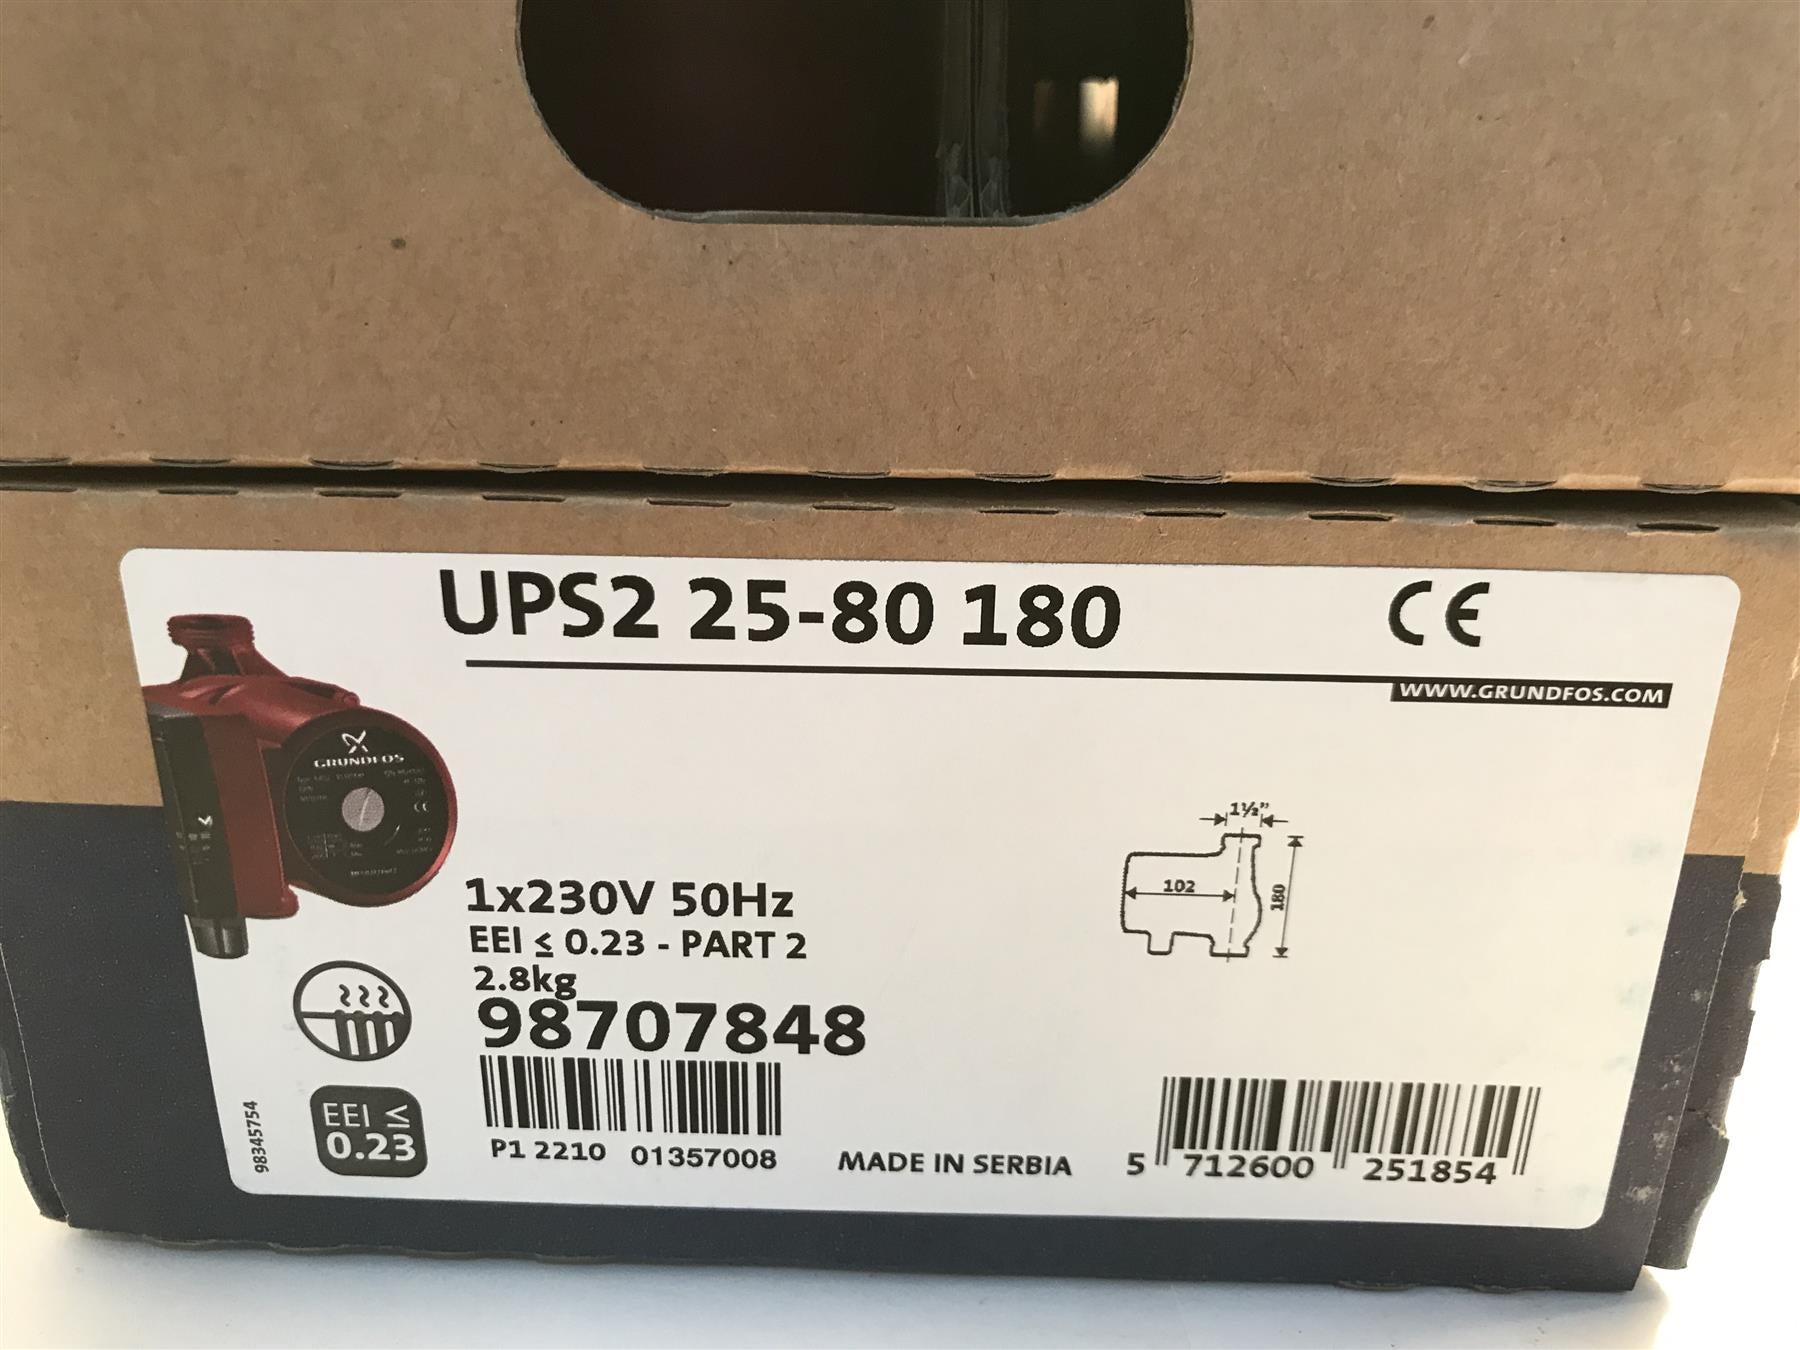 UPS2 25-80 180
CE
WWW.GRUNDFOS.COM
GRUNDFOS
1½"
102
180
1x230V 50Hz
EEI ≤ 0.23 - PART 2
2.8kg
98707848
EEI ≤
0.23
98345754
P1 2210 01357008
MADE IN SERBIA
5 712600 251854